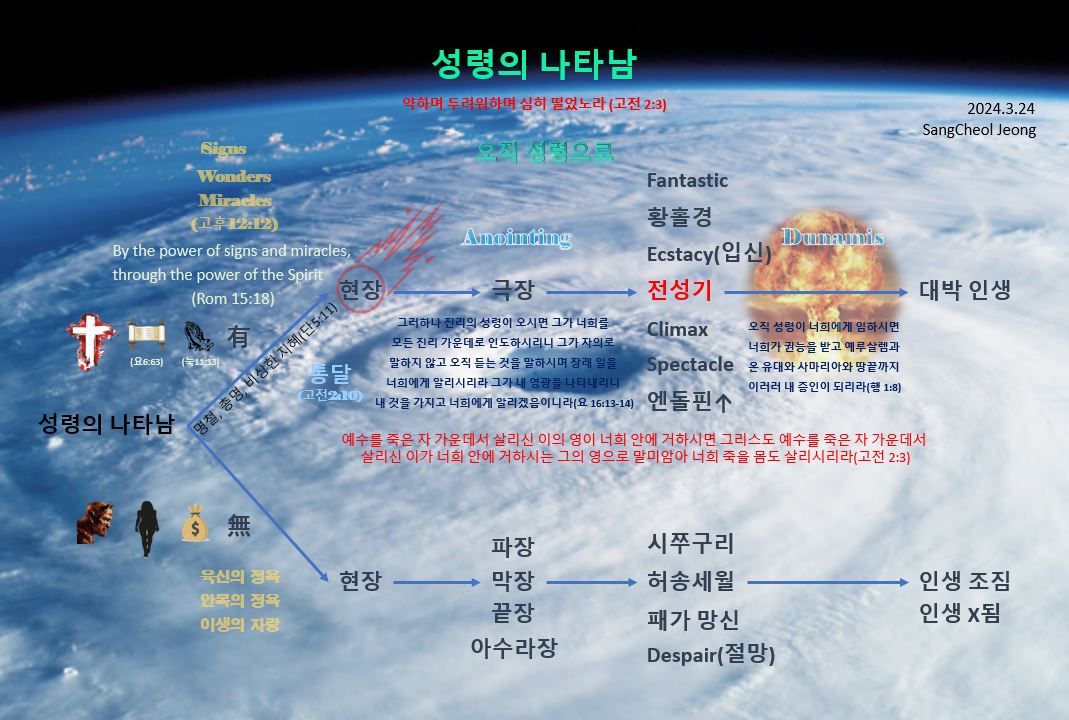 성령의 나타남
약하며 두려워하며 심히 떨었노라 (고전 2:3)
2024.3.24
SangCheol Jeong
오직 성령으로
Signs
Wonders
Miracles
(고후12:12)
By the power of signs and miracles,
through the power of the Spirit
(Rom 15:18)
Fantastic
황홀경
Ecstacy(입신)
Anointing
Dunamis
현장
극장
전성기
대박 인생
명철, 총명, 비상한 지혜(단5:11)
(요6:63)
(눅11:13)
有
통달
(고전2:10)
그러하나 진리의 성령이 오시면 그가 너희를
모든 진리 가운데로 인도하시리니 그가 자의로
말하지 않고 오직 듣는 것을 말하시며 장래 일을
너희에게 알리시리라 그가 내 영광을 나타내리니
내 것을 가지고 너희에게 알리겠음이니라(요 16:13-14)
Climax
Spectacle
엔돌핀↑
오직 성령이 너희에게 임하시면
너희가 권능을 받고 예루살렘과
온 유대와 사마리아와 땅끝까지
이러러 내 증인이 되리라(행 1:8)
성령의 나타남
예수를 죽은 자 가운데서 살리신 이의 영이 너희 안에 거하시면 그리스도 예수를 죽은 자 가운데서
살리신 이가 너희 안에 거하시는 그의 영으로 말미암아 너희 죽을 몸도 살리시리라(고전 2:3)
$
無
육신의 정욕
안목의 정욕
이생의 자랑
현장
파장
막장
끝장
아수라장
시쭈구리
허송세월
패가 망신
Despair(절망)
인생 조짐
인생 X됨